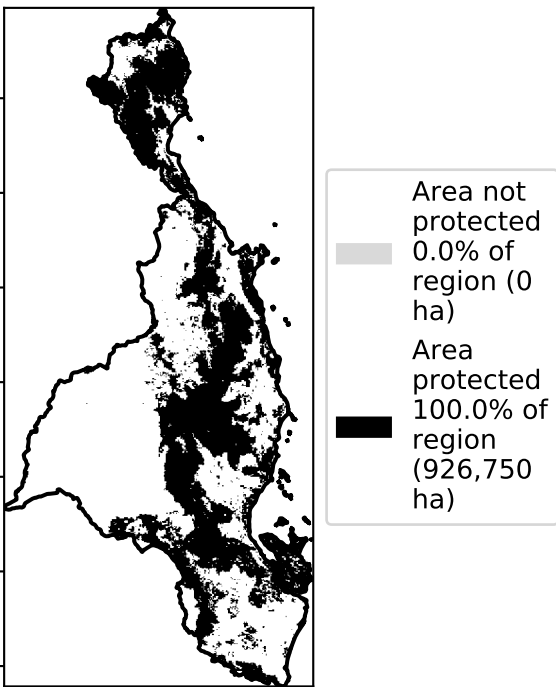 Area not
protected
0.0% of
region (0
ha)
Area
protected
100.0% of
region
(926,750
ha)